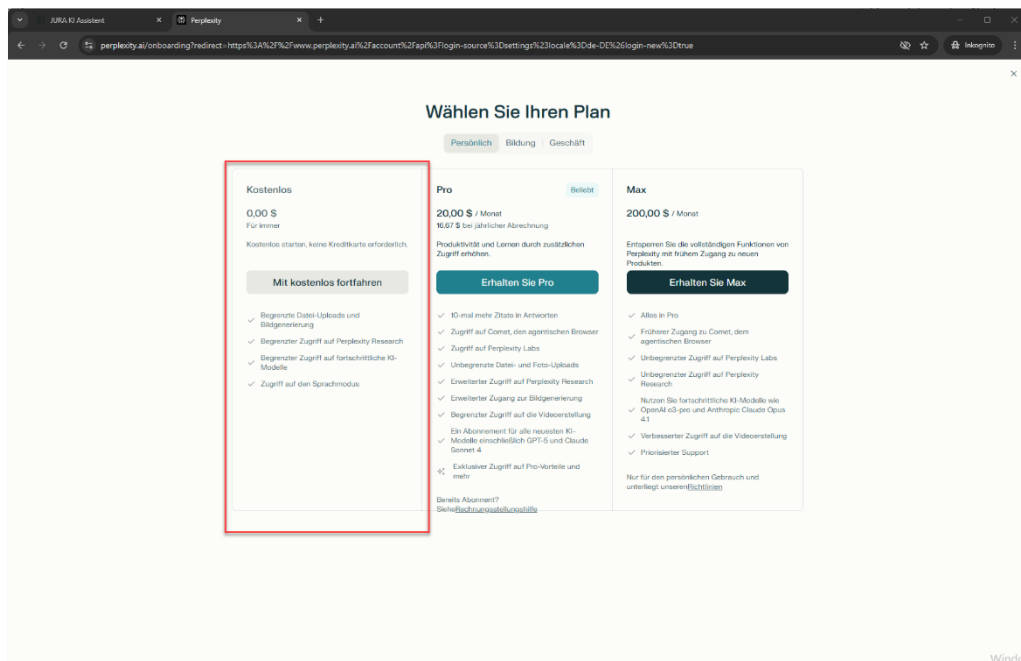 JURA KI Assistent
Perplexity
perplexity.ai/onboarding?redirect=https%3A%2F%2Fwww.perplexity.ai%2Faccount%2Fapi%3Flogin-source%3Dsettings%23locale%3Dde-DE%26login-new%3Dtrue
Inkognito
Wählen Sie Ihren Plan
Persönlich
Bildung
Geschäft
Kostenlos
0,00 $
Für immer
Kostenlos starten, keine Kreditkarte erforderlich.
Mit kostenlos fortfahren
Begrenzte Datei-Uploads und
Bildgenerierung
Begrenzter Zugriff auf Perplexity Research
Begrenzter Zugriff auf fortschrittliche KI-
Modelle
Zugriff auf den Sprachmodus
Pro
Beliebt
20,00 $ / Monat
16,67 $ bei jährlicher Abrechnung
Produktivität und Lernen durch zusätzlichen
Zugriff erhöhen.
Erhalten Sie Pro
10-mal mehr Zitate in Antworten
Zugriff auf Comet, den agentischen Browser
Zugriff auf Perplexity Labs
Unbegrenzte Datei- und Foto-Uploads
Erweiterter Zugriff auf Perplexity Research
Erweiterter Zugang zur Bildgenerierung
Begrenzter Zugriff auf die Videoerstellung
Ein Abonnement für alle neuesten KI-
Modelle einschließlich GPT-5 und Claude
Sonnet 4
Exklusiver Zugriff auf Pro-Vorteile und
mehr
Bereits Abonnent?
SieheRechnungsstellungshilfe
Max
200,00 $ / Monat
Entsperren Sie die vollständigen Funktionen von
Perplexity mit frühem Zugang zu neuen
Produkten.
Erhalten Sie Max
Alles in Pro
Früherer Zugang zu Comet, dem
agentischen Browser
Unbegrenzter Zugriff auf Perplexity Labs
Unbegrenzter Zugriff auf Perplexity
Research
Nutzen Sie fortschrittliche KI-Modelle wie
OpenAI o3-pro und Anthropic Claude Opus
4.1
Verbesserter Zugriff auf die Videoerstellung
Priorisierter Support
Nur für den persönlichen Gebrauch und
unterliegt unserenRichtlinien